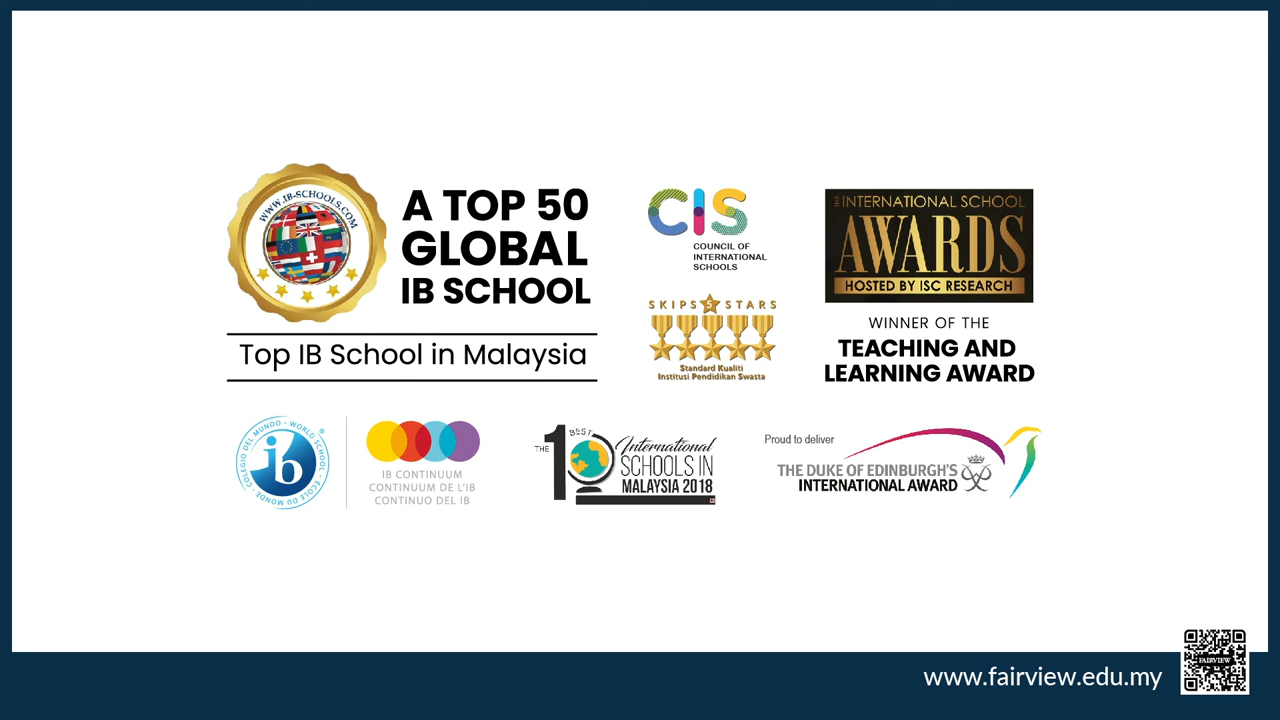 WWW.IB-SCHOOLS.COM
A TOP 50
GLOBAL
IB SCHOOL
Top IB School in Malaysia
CIS
COUNCIL OF
INTERNATIONAL
SCHOOLS
SKIPS 5 STARS
Standard Kualiti
Institusi Pendidikan Swasta
THE INTERNATIONAL SCHOOL
AWARDS
HOSTED BY ISC RESEARCH
WINNER OF THE
TEACHING AND
LEARNING AWARD
COLEGIO DEL MUNDO · WORLD SCHOOL · ÉCOLE DU MONDE ·
ib
®
IB CONTINUUM
CONTINUUM DE L'IB
CONTINUO DEL IB
THE 10 BEST
International
SCHOOLS IN
MALAYSIA 2018
Proud to deliver
THE DUKE OF EDINBURGH'S
INTERNATIONAL AWARD
www.fairview.edu.my
FAIRVIEW